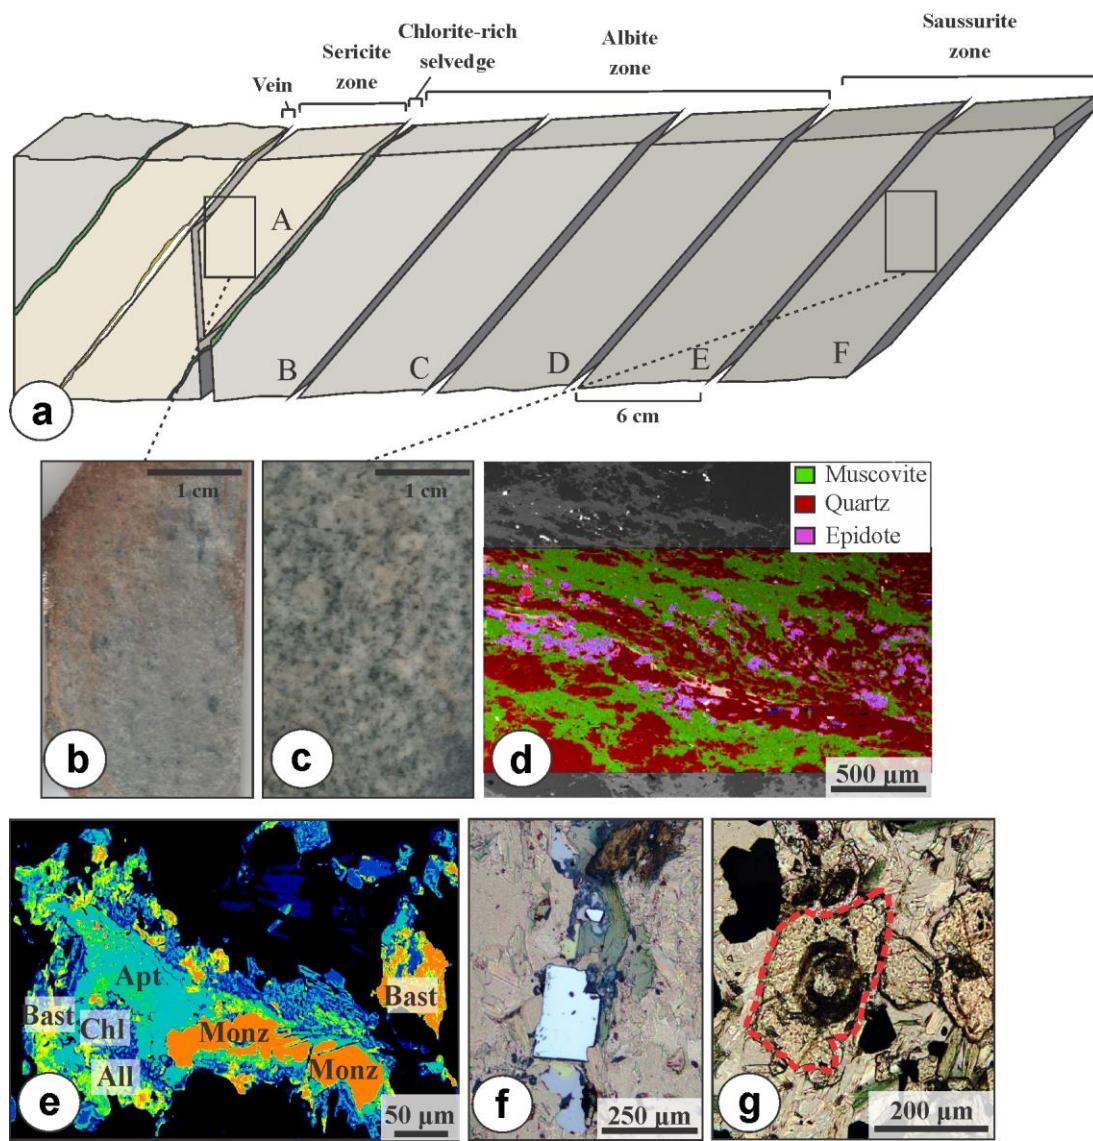 Vein
Sericite
zone
Chlorite-rich
selvedge
Albite
zone
Saussurite
zone
A
B
C
D
E
F
6 cm
a
1 cm
b
1 cm
c
Muscovite
Quartz
Epidote
500 μm
d
Apt
Bast
Chl
All
Monz
Monz
Bast
50 μm
e
250 μm
f
200 μm
g